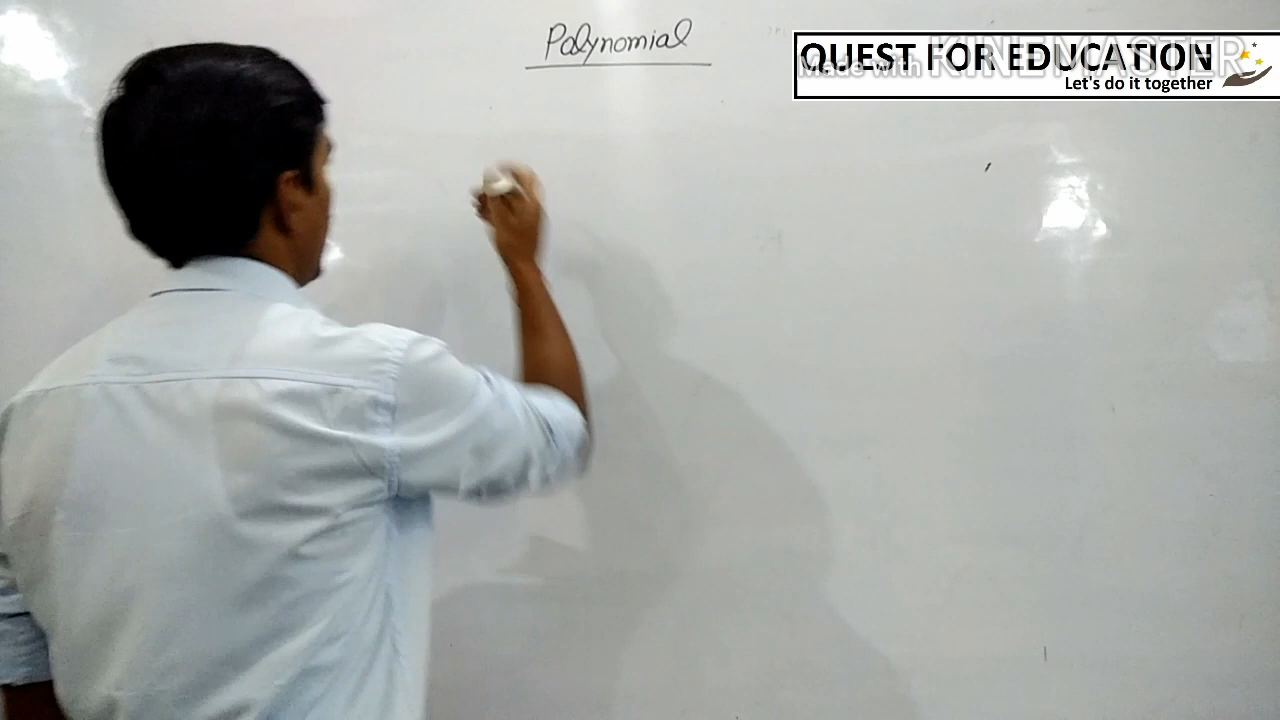 Polynomial
QUEST FOR EDUCATION
Made with KINEMASTER
Let's do it together